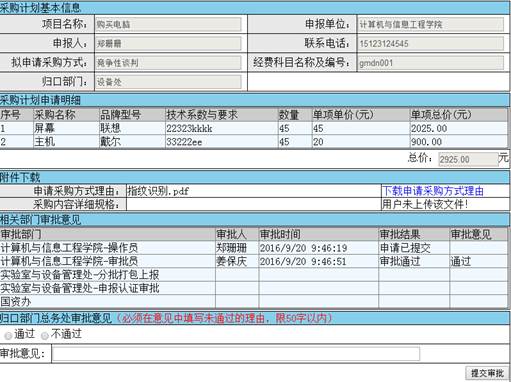 采购计划基本信息
项目名称： 购买电脑 申报单位： 计算机与信息工程学院
申报人： 郑珊珊 联系电话： 15123124545
拟申请采购方式： 竞争性谈判 经费科目名称及编号： gmdn001
归口部门： 设备处
采购计划申请明细
序号 采购名称 品牌型号 技术系数与要求 数量 单项单价(元) 单项总价(元)
1 屏幕 联想 22323kkkk 45 45 2025.00
2 主机 戴尔 33222ee 45 20 900.00
总价： 2925.00 元
附件下载
申请采购方式理由： 指纹识别.pdf 下载申请采购方式理由
采购内容详细规格： 用户未上传该文件!
相关部门审批意见
审批部门 审批人 审批时间 审批结果 审批意见
计算机与信息工程学院-操作员 郑珊珊 2016/9/20 9:46:19 申请已提交
计算机与信息工程学院-审批员 姜保庆 2016/9/20 9:46:51 审批通过 通过
实验室与设备管理处-分批打包上报
实验室与设备管理处-申报认证审批
国资办
归口部门总务处审批意见（必须在意见中填写未通过的理由，限50字以内）
通过 不通过
审批意见:
提交审批